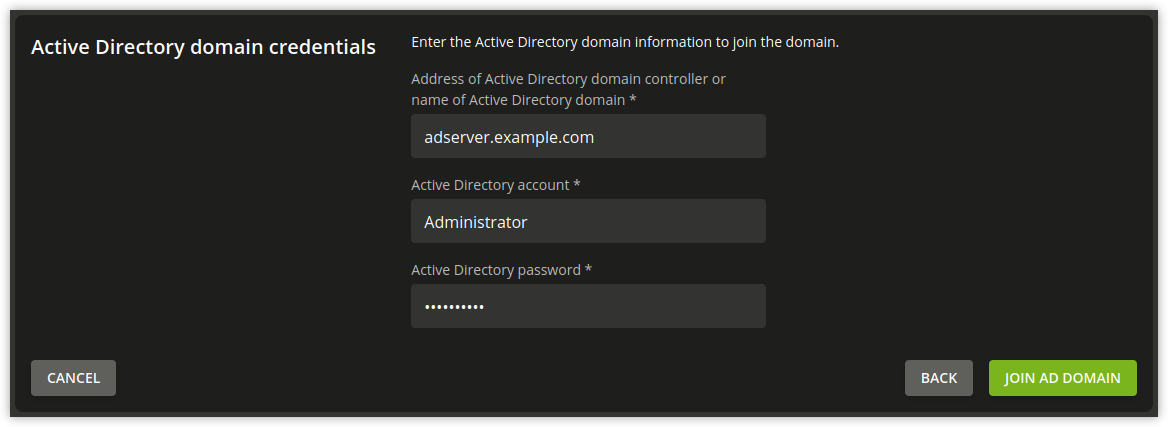 Active Directory domain credentials
Enter the Active Directory domain information to join the domain.
Address of Active Directory domain controller or
name of Active Directory domain *
adserver.example.com
Active Directory account *
Administrator
Active Directory password *
••••••••••
CANCEL
BACK
JOIN AD DOMAIN